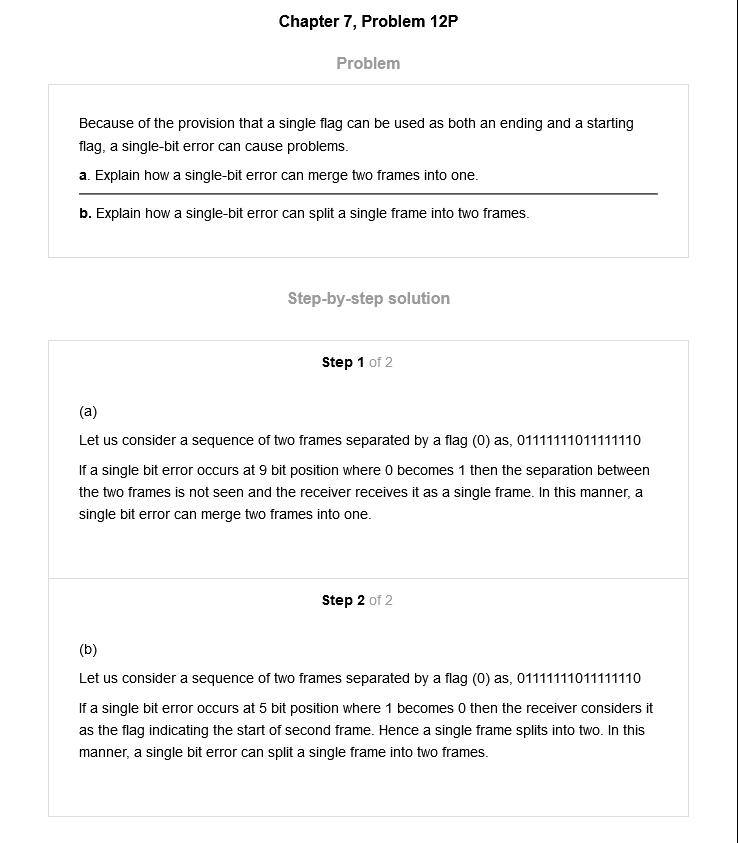 Chapter 7, Problem 12P
Problem
Because of the provision that a single flag can be used as both an ending and a starting
flag, a single-bit error can cause problems.
a. Explain how a single-bit error can merge two frames into one.
b. Explain how a single-bit error can split a single frame into two frames.
Step-by-step solution
Step 1 of 2
(a)
Let us consider a sequence of two frames separated by a flag (0) as, 01111111011111110
If a single bit error occurs at 9 bit position where 0 becomes 1 then the separation between
the two frames is not seen and the receiver receives it as a single frame. In this manner, a
single bit error can merge two frames into one.
Step 2 of 2
(b)
Let us consider a sequence of two frames separated by a flag (0) as, 01111111011111110
If a single bit error occurs at 5 bit position where 1 becomes 0 then the receiver considers it
as the flag indicating the start of second frame. Hence a single frame splits into two. In this
manner, a single bit error can split a single frame into two frames.